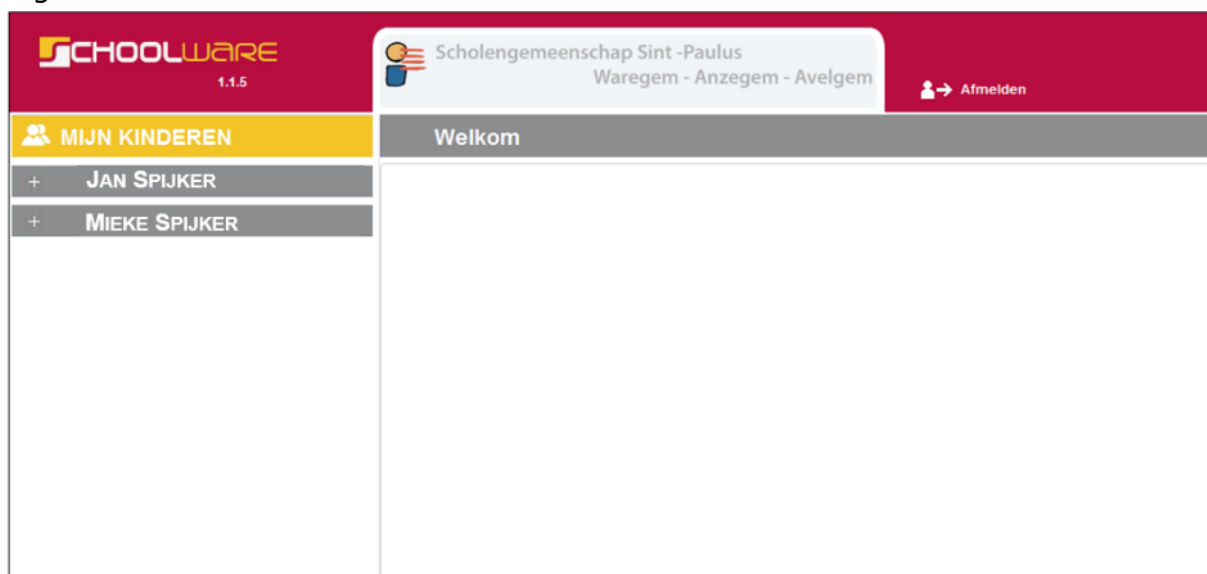 SCHOOLWARE
1.1.5
Scholengemeenschap Sint -Paulus
Waregem - Anzegem - Avelgem
Afmelden
MIJN KINDEREN
Welkom
+ JAN SPIJKER
+ MIEKE SPIJKER